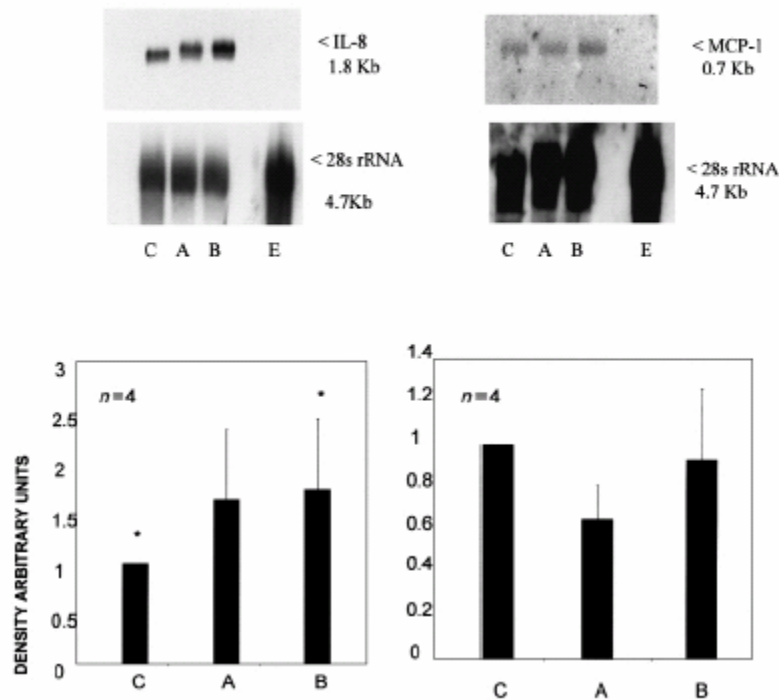 < IL-8
1.8 Kb
< MCP-1
0.7 Kb
< 28s rRNA
4.7Kb
< 28s rRNA
4.7 Kb
C A B E
C A B E
DENSITY ARBITRARY UNITS
3
2.5
2
1.5
1
0.5
0
n=4
*
*
C A B
1.4
1.2
1
0.8
0.6
0.4
0.2
0
n=4
C A B